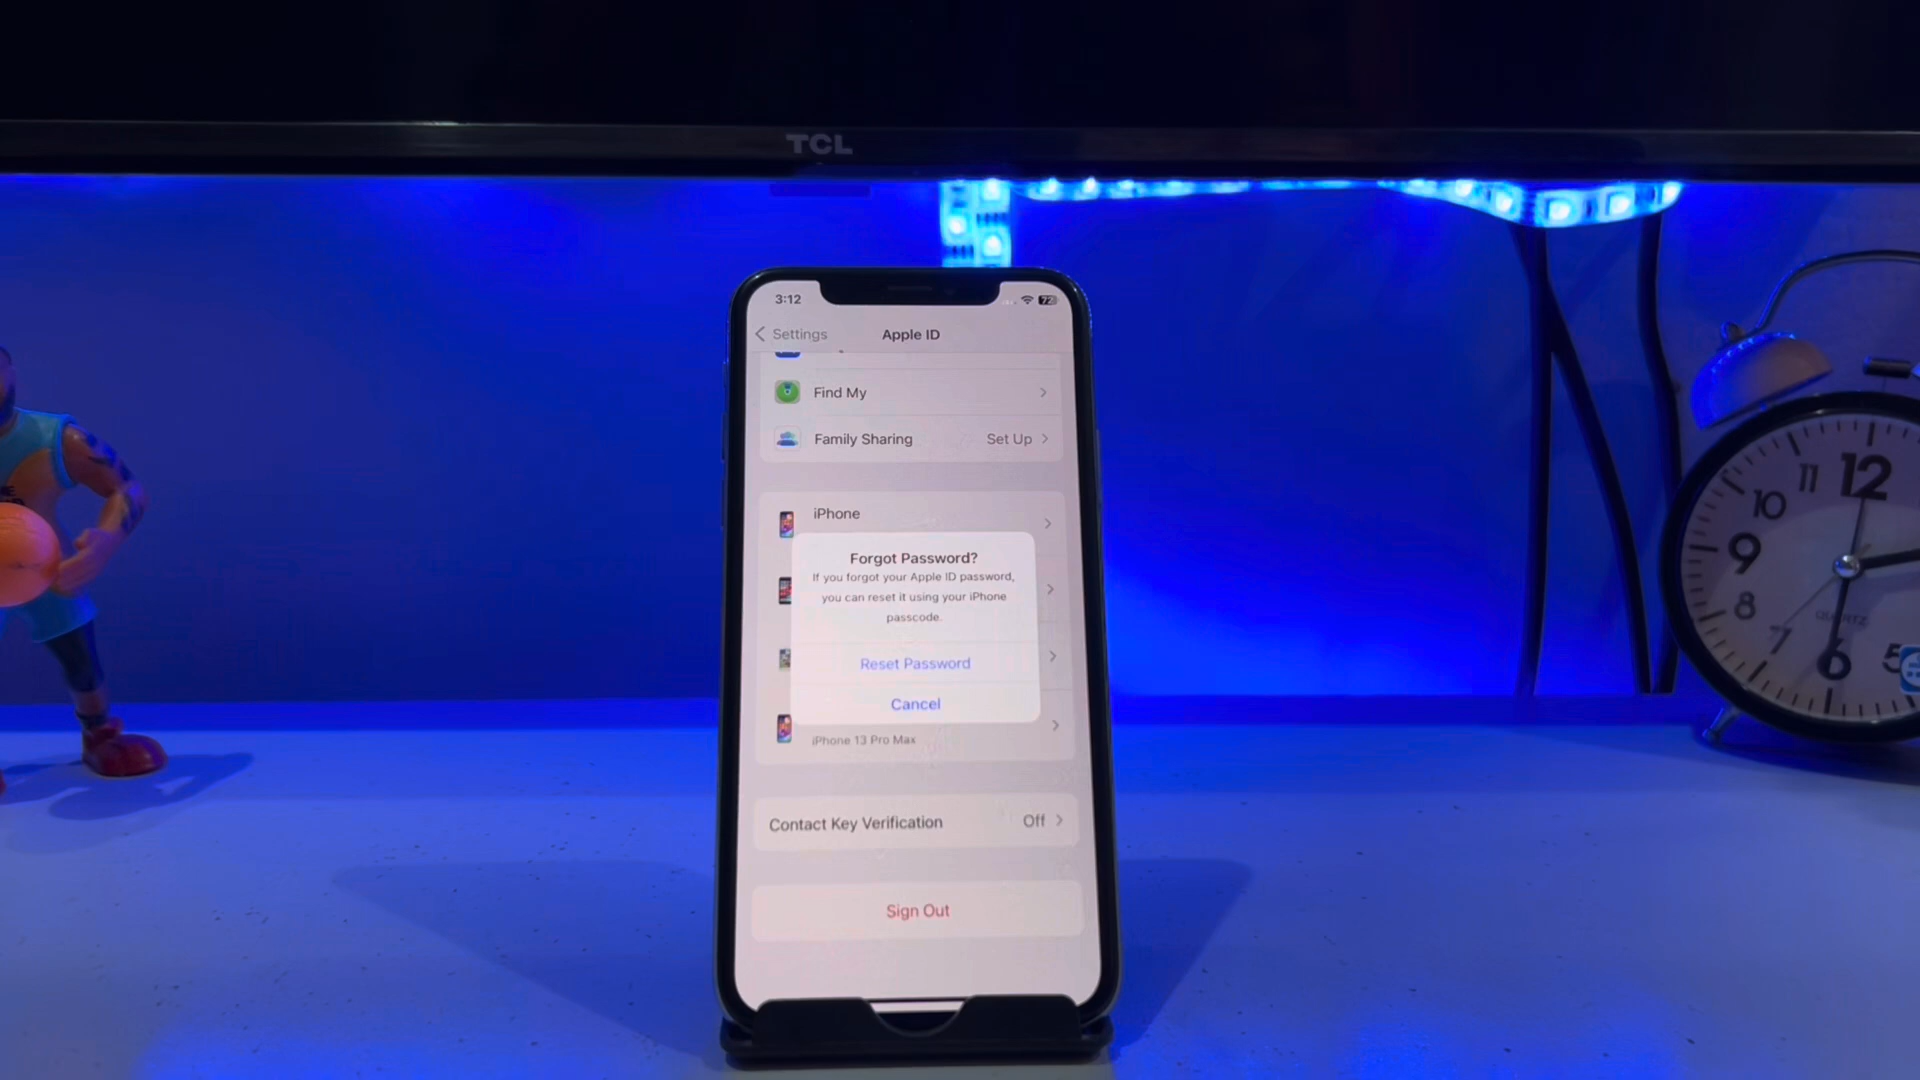 TCL
3:12
72
Settings
Apple ID
Find My
Family Sharing
Set Up
iPhone
Forgot Password?
If you forgot your Apple ID password,
you can reset it using your iPhone
passcode.
Reset Password
Cancel
iPhone 13 Pro Max
Contact Key Verification
Off
Sign Out
11
12
10
9
8
7
6
5
QUARTZ